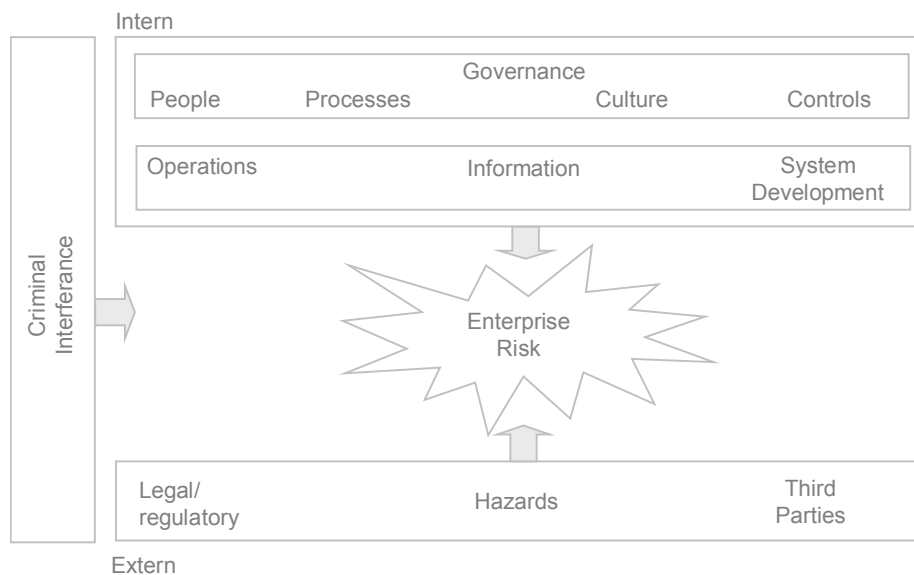 Intern
Governance
People Processes Culture Controls
Operations Information System
Development
Criminal
Interferance
Enterprise
Risk
Legal/
regulatory
Hazards
Third
Parties
Extern